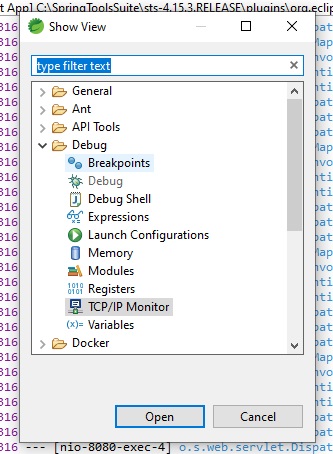 t App] C:\SpringToolsSuite\sts-4.15.3.RELEASE\plugins\org.eclip
Show View
type filter text
General
Ant
API Tools
Debug
Breakpoints
Debug
Debug Shell
Expressions
Launch Configurations
Memory
Modules
Registers
TCP/IP Monitor
(x)= Variables
Docker
Open
Cancel
316 --- [nio-8080-exec-4] o.s.web.servlet.Dispat